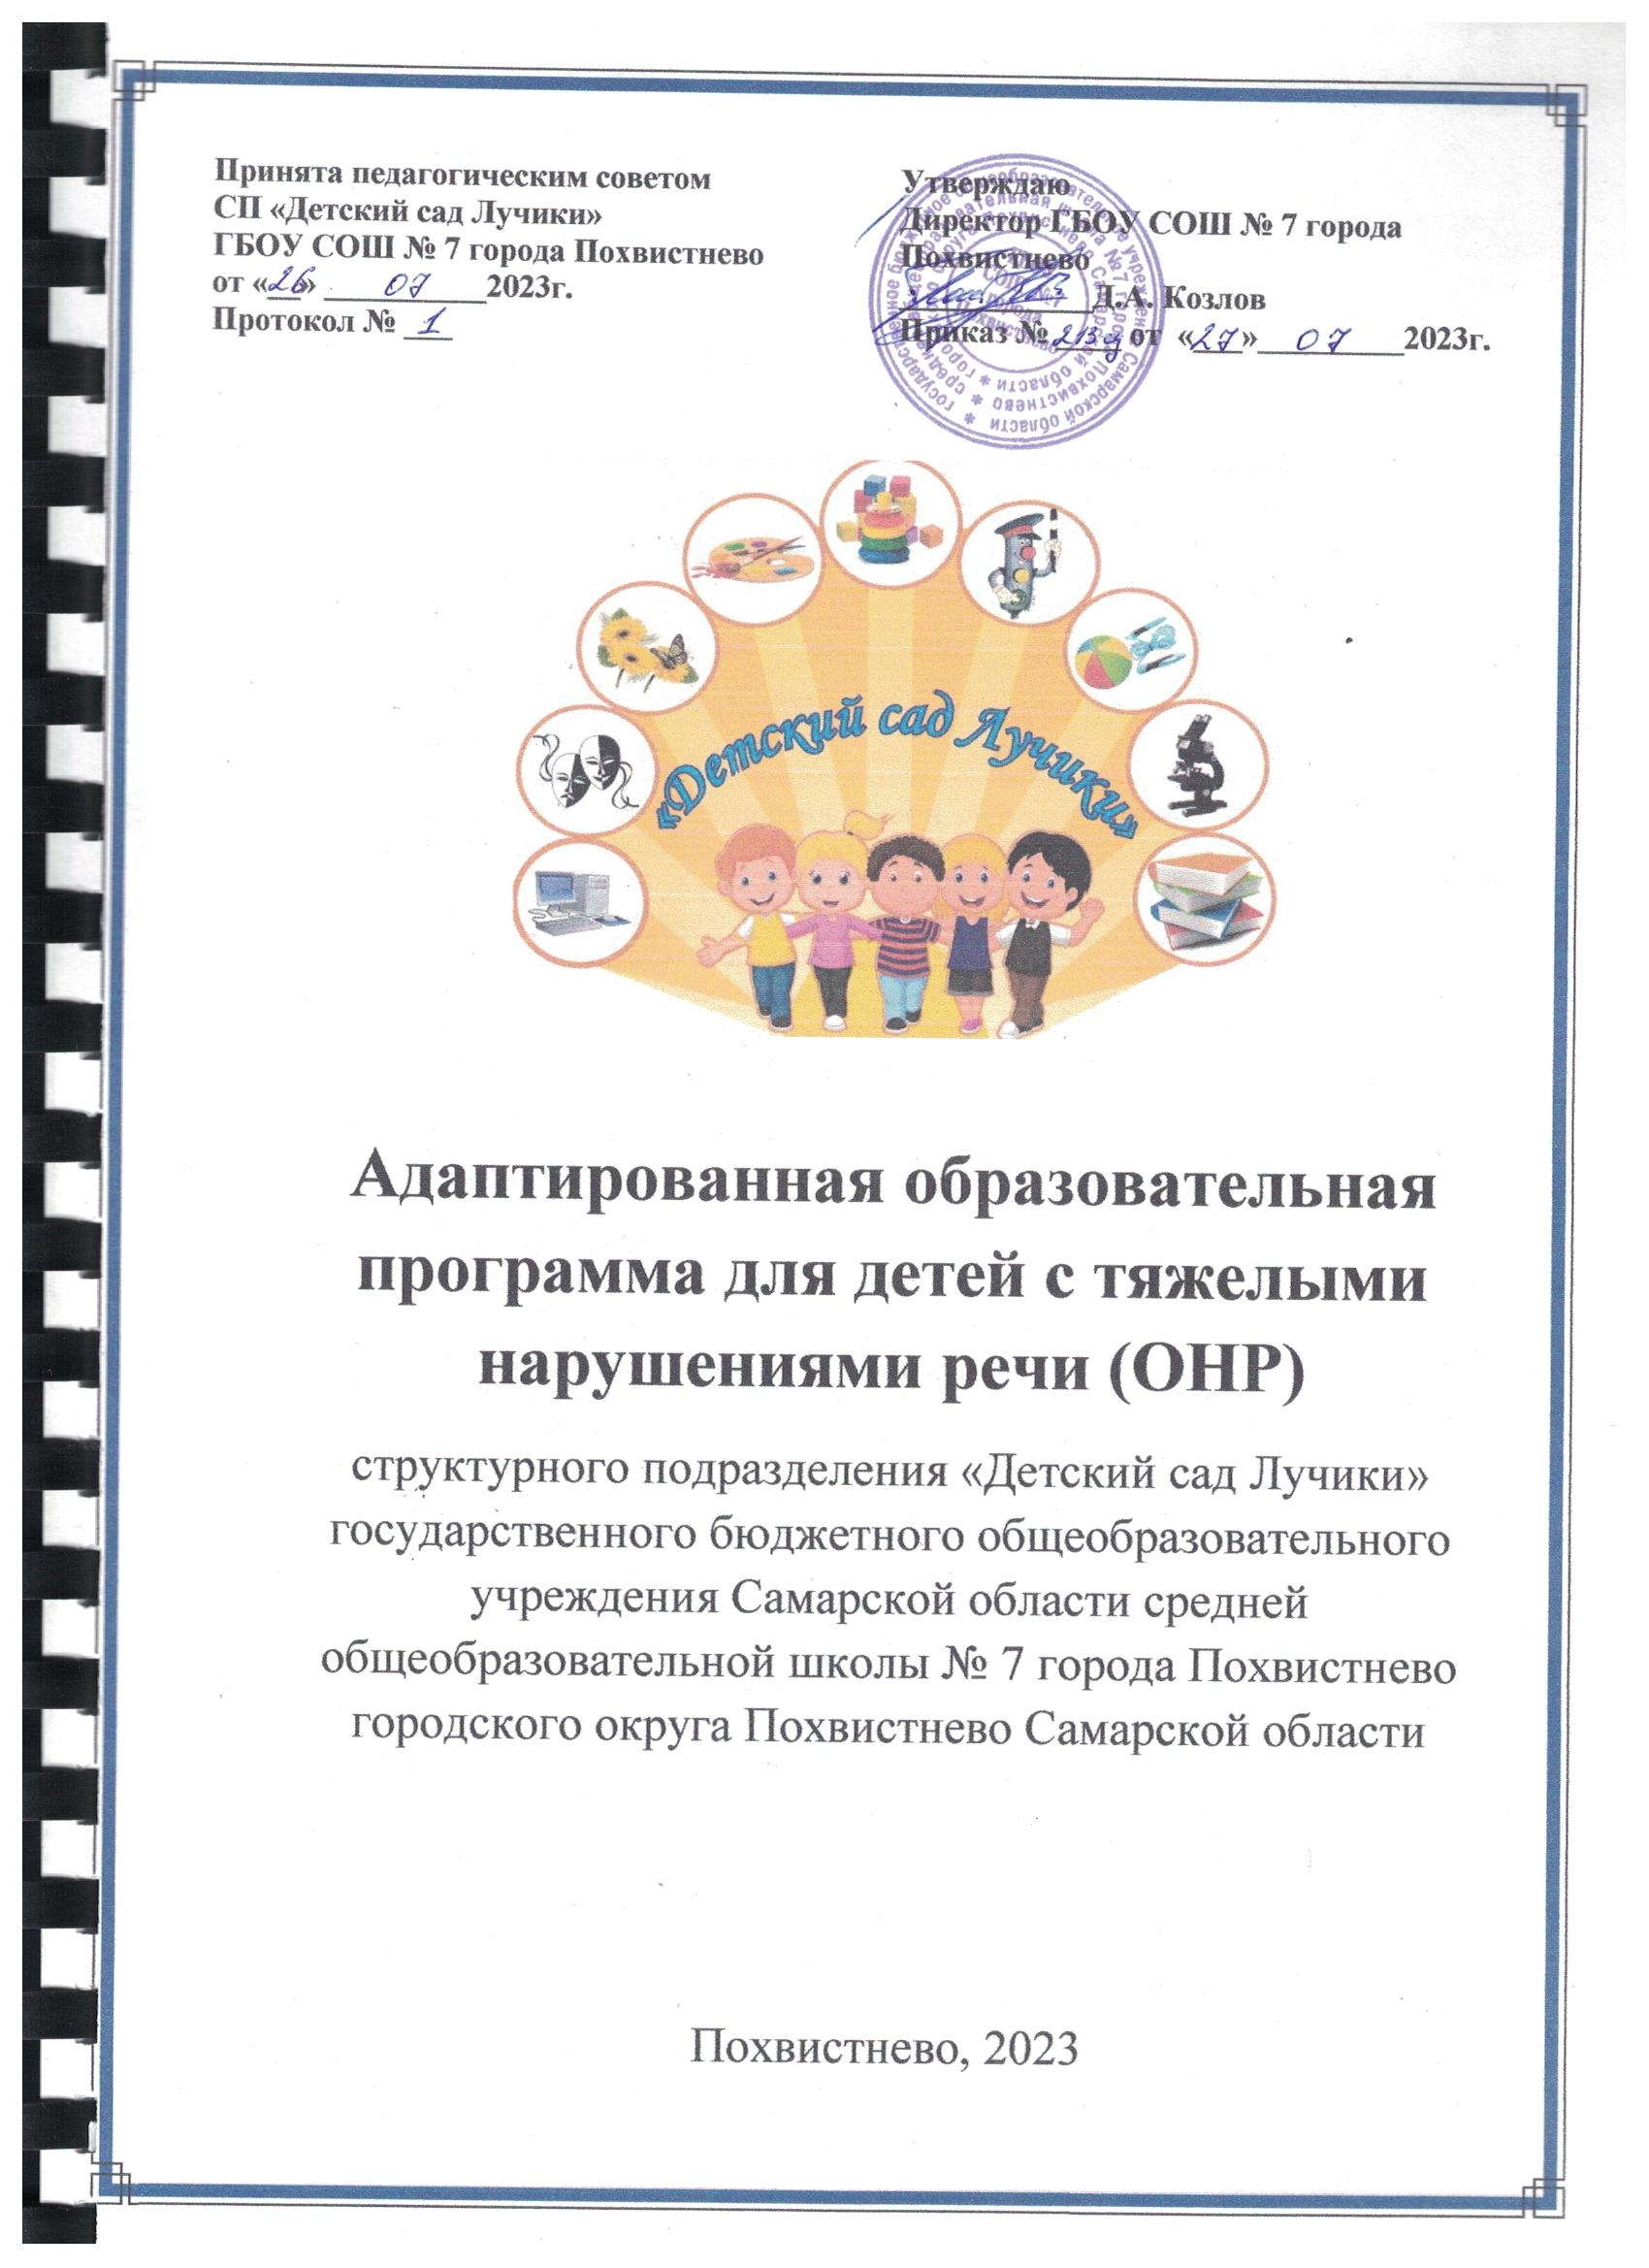 Принята педагогическим советом
СП «Детский сад Лучики»
ГБОУ СОШ № 7 города Похвистнево
от «26» 07 2023г.
Протокол № 1
Утверждаю
Директор ГБОУ СОШ № 7 города
Похвистнево
Д.А. Козлов
Приказ № 213 д от «27» 07 2023г.
«Детский сад Лучики»
Адаптированная образовательная
программа для детей с тяжелыми
нарушениями речи (ОНР)
структурного подразделения «Детский сад Лучики»
государственного бюджетного общеобразовательного
учреждения Самарской области средней
общеобразовательной школы № 7 города Похвистнево
городского округа Похвистнево Самарской области
Похвистнево, 2023